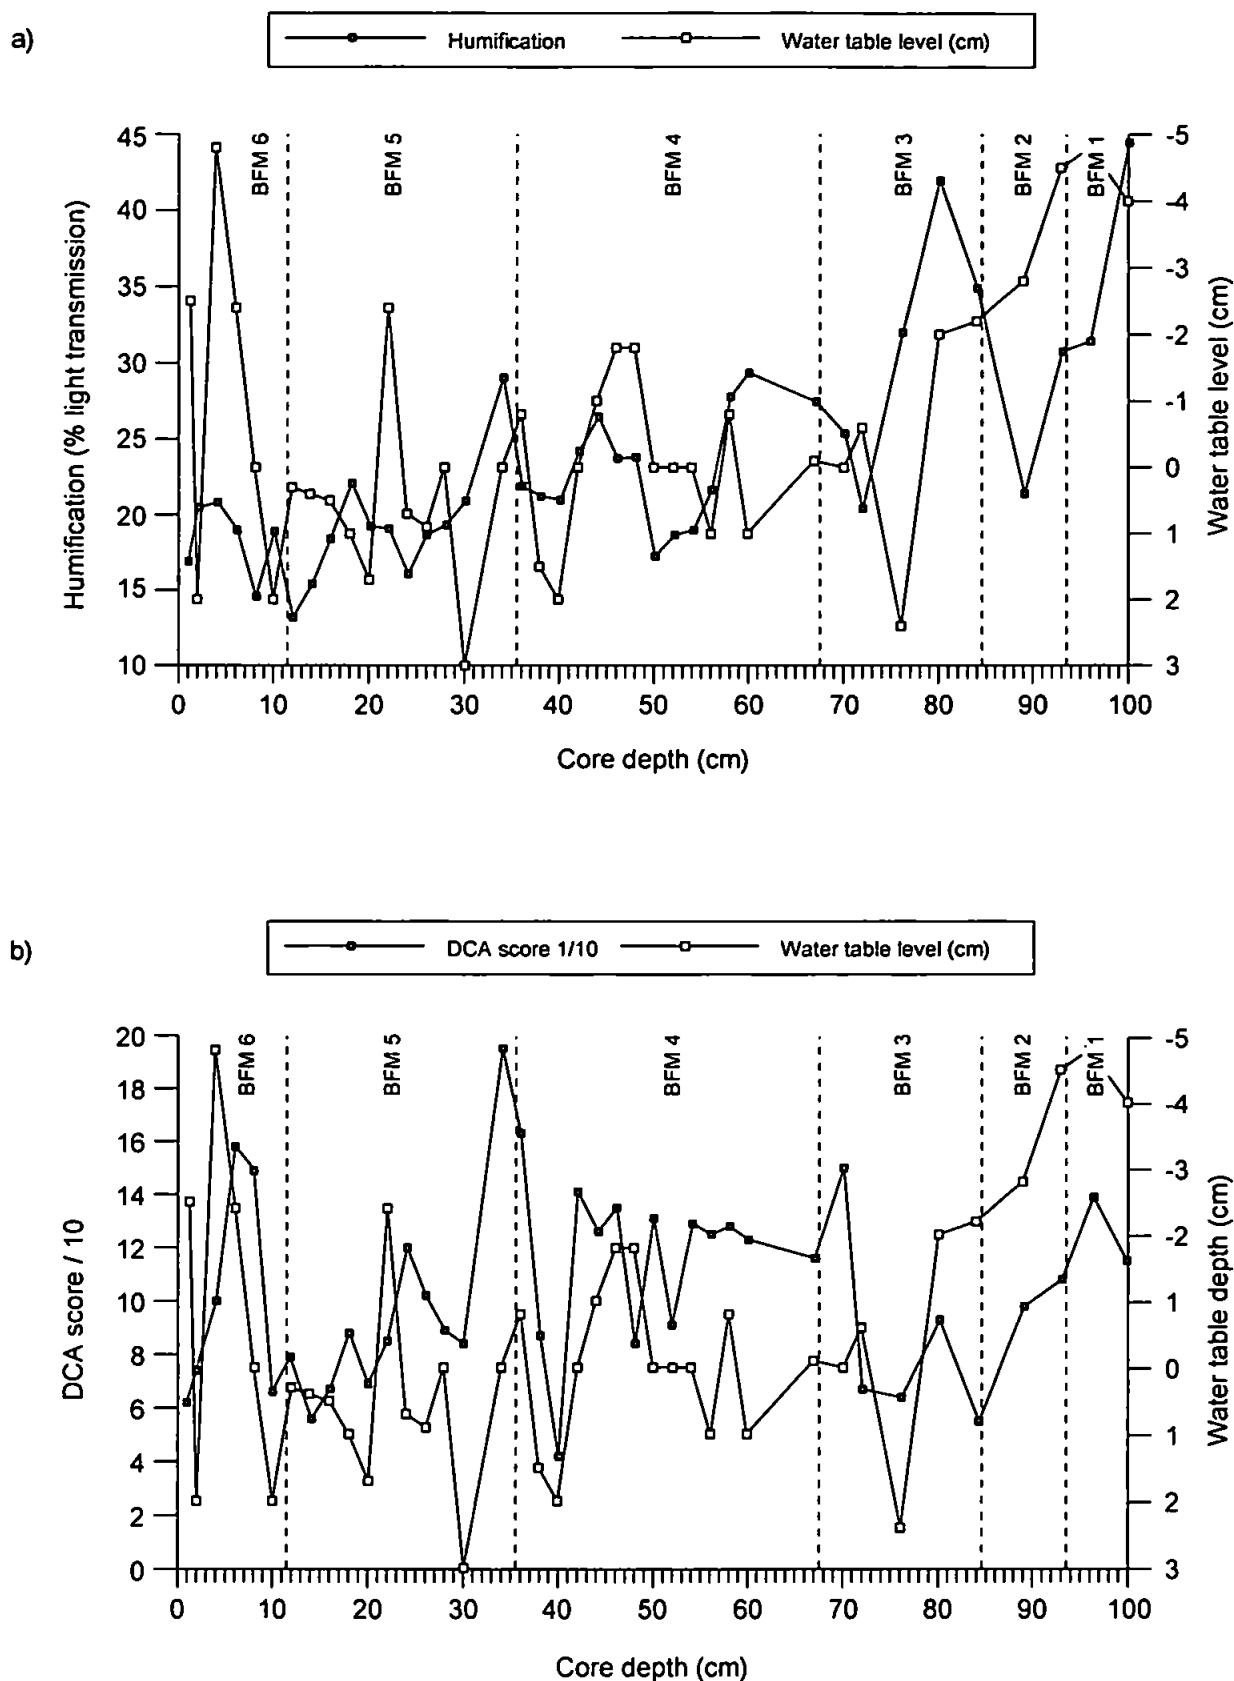 a)
Humification Water table level (cm)
BFM 6 BFM 5 BFM 4 BFM 3 BFM 2 BFM 1
45
40
35
30
25
20
15
10
Humification (% light transmission)
-5
-4
-3
-2
-1
0
1
2
3
Water table level (cm)
0 10 20 30 40 50 60 70 80 90 100
Core depth (cm)
b)
DCA score 1/10 Water table level (cm)
BFM 6 BFM 5 BFM 4 BFM 3 BFM 2 BFM 1
20
18
16
14
12
10
8
6
4
2
0
DCA score / 10
-5
-4
-3
-2
-1
0
1
2
3
Water table depth (cm)
0 10 20 30 40 50 60 70 80 90 100
Core depth (cm)